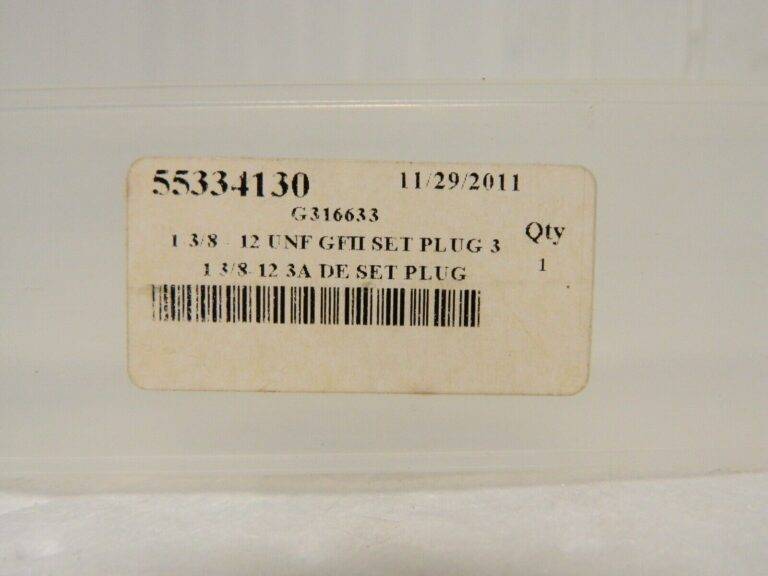 55334130 11/29/2011
G316633
1 3/8 - 12 UNF GFII SET PLUG 3 Qty
1 3/8-12 3A DE SET PLUG 1